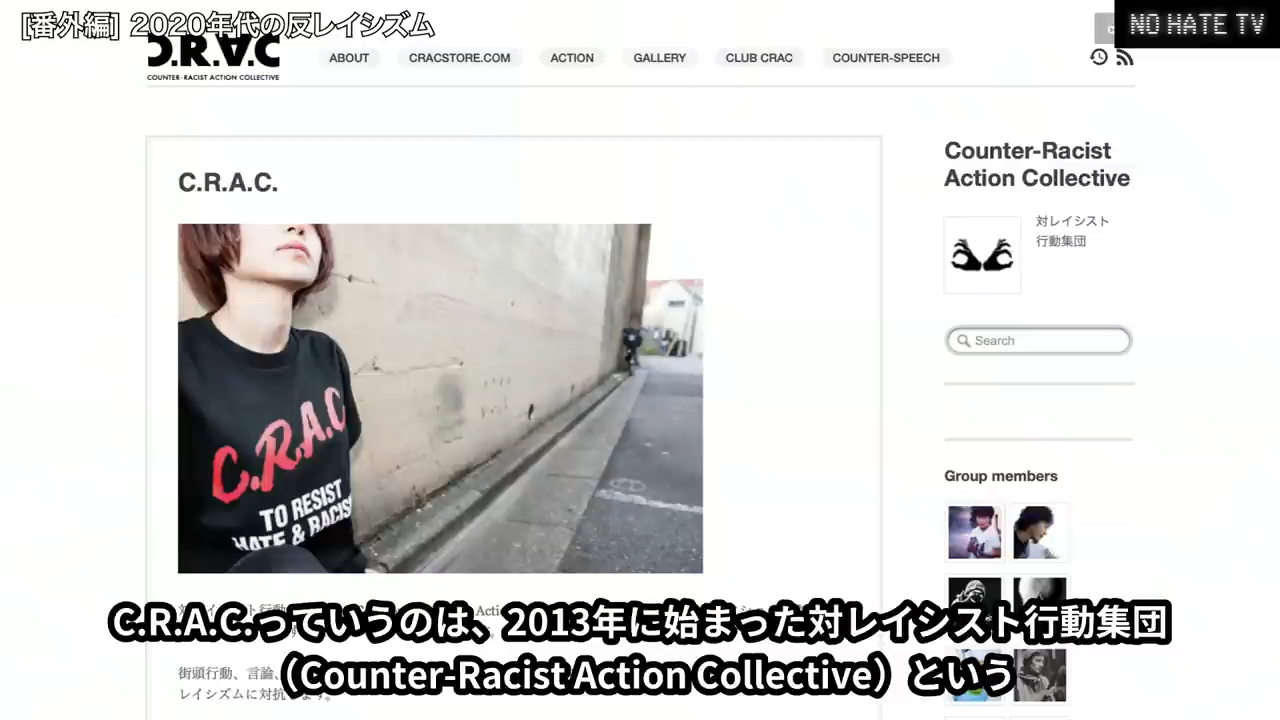 [番外編] 2020年代の反レイシズム
NO HATE TV
C.R.A.C
COUNTER-RACIST ACTION COLLECTIVE
ABOUT
CRACSTORE.COM
ACTION
GALLERY
CLUB CRAC
COUNTER-SPEECH
C.R.A.C.
C.R.A.C
TO RESIST
HATE & RACIS
Counter-Racist
Action Collective
対レイシスト
行動集団
Search
Group members
C.R.A.C.っていうのは、2013年に始まった対レイシスト行動集団
（Counter-Racist Action Collective）という
街頭行動、言論、
レイシズムに対抗